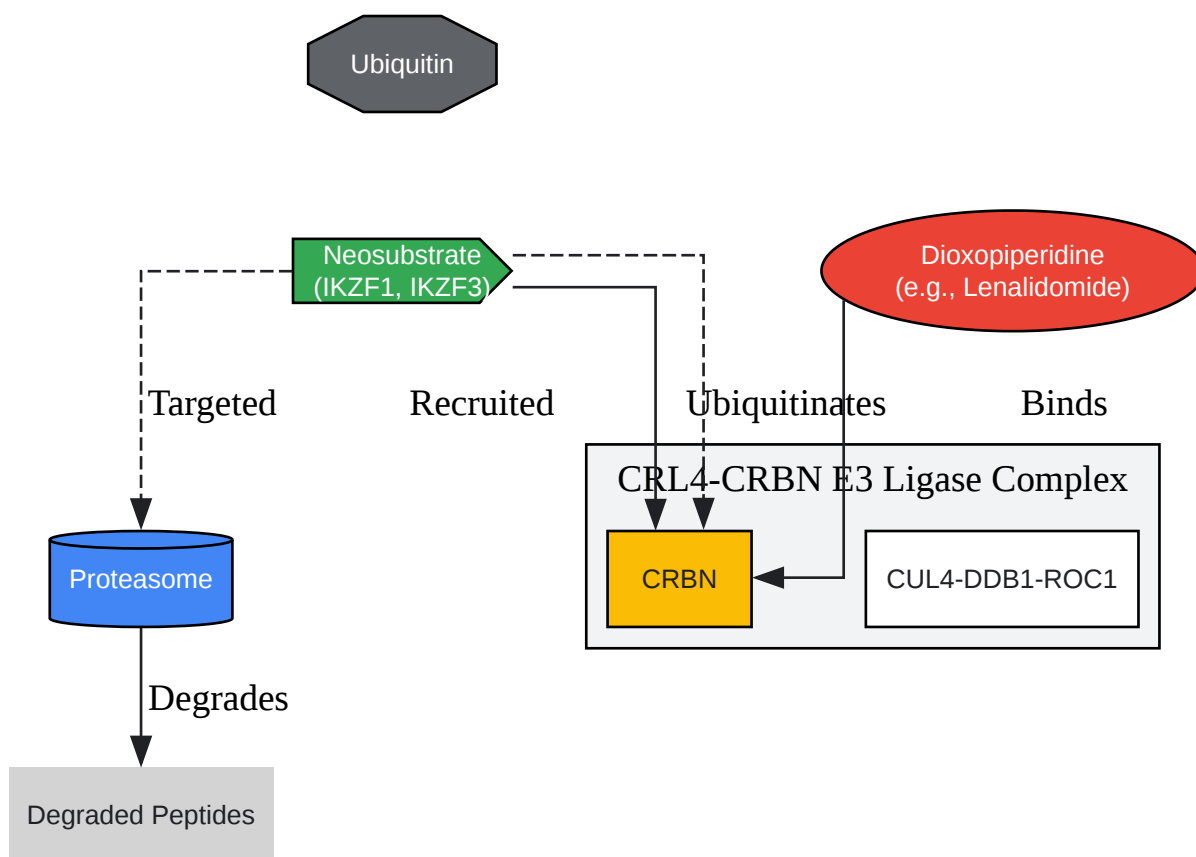 Ubiquitin
Neosubstrate
(IKZF1, IKZF3)
Dioxopiperidine
(e.g., Lenalidomide)
Targeted
Recruited
Ubiquitinates
Binds
CRL4-CRBN E3 Ligase Complex
Proteasome
CRBN
CUL4-DDB1-ROC1
Degrades
Degraded Peptides